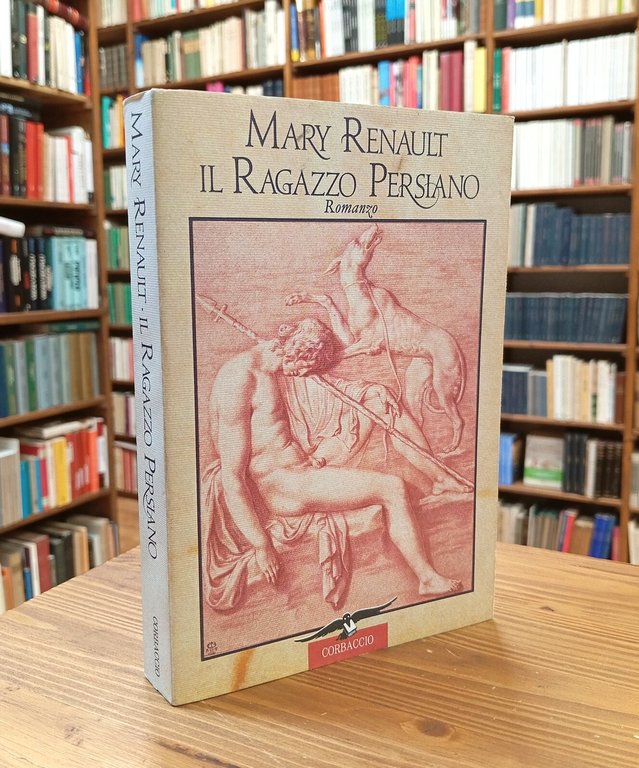 MARY RENAULT
IL RAGAZZO PERSIANO
Romanzo
CORBACCIO
MARY RENAULT · IL RAGAZZO PERSIANO
CORBACCIO